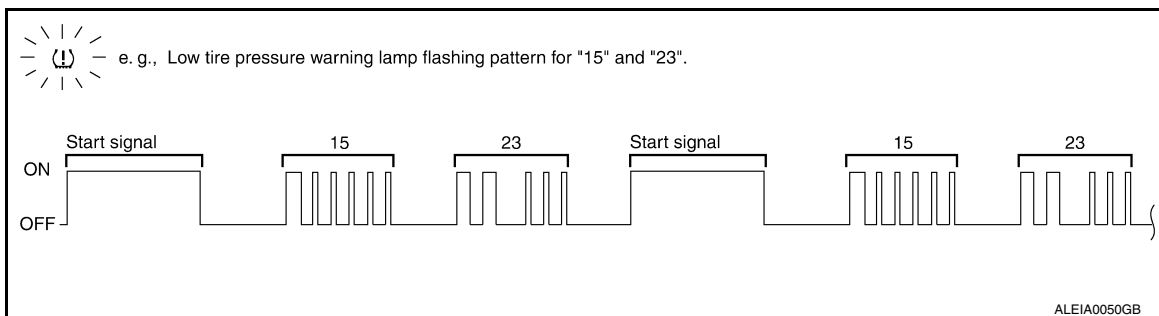 e. g., Low tire pressure warning lamp flashing pattern for "15" and "23".
Start signal 15 23 Start signal 15 23
ON
OFF
ALEIA0050GB